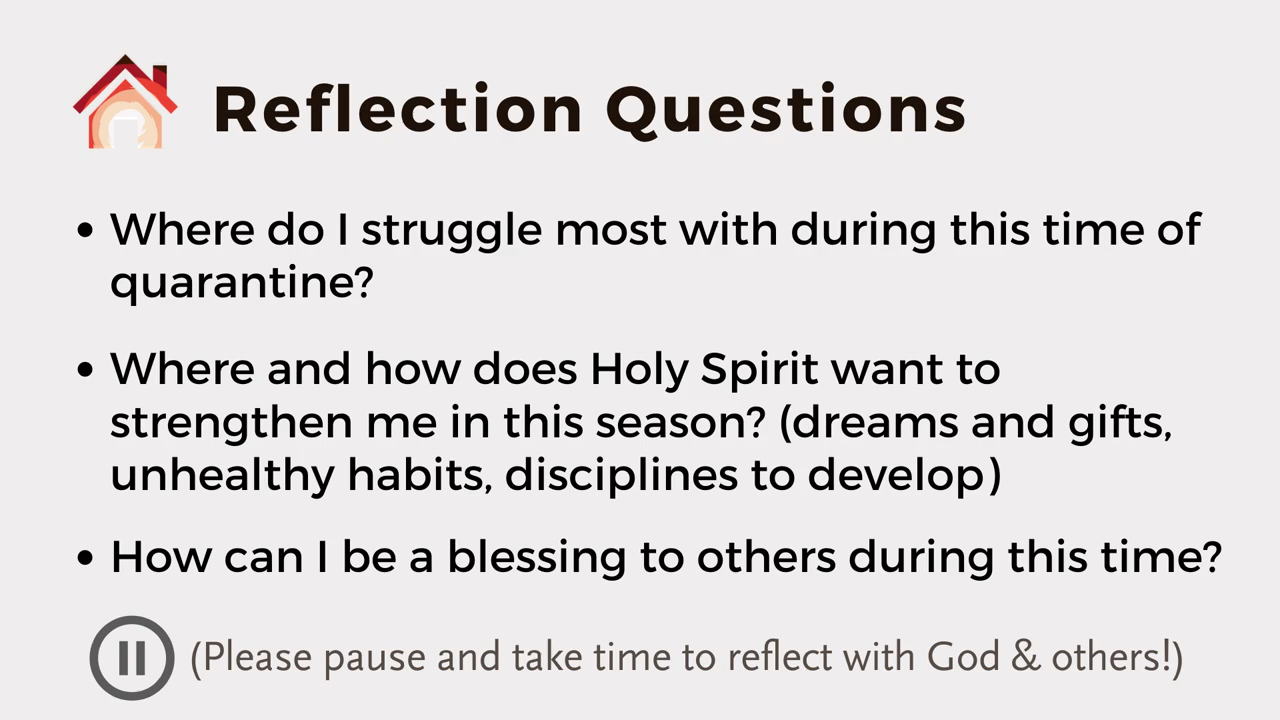 Reflection Questions
• Where do I struggle most with during this time of
quarantine?
• Where and how does Holy Spirit want to
strengthen me in this season? (dreams and gifts,
unhealthy habits, disciplines to develop)
• How can I be a blessing to others during this time?
(Please pause and take time to reflect with God & others!)